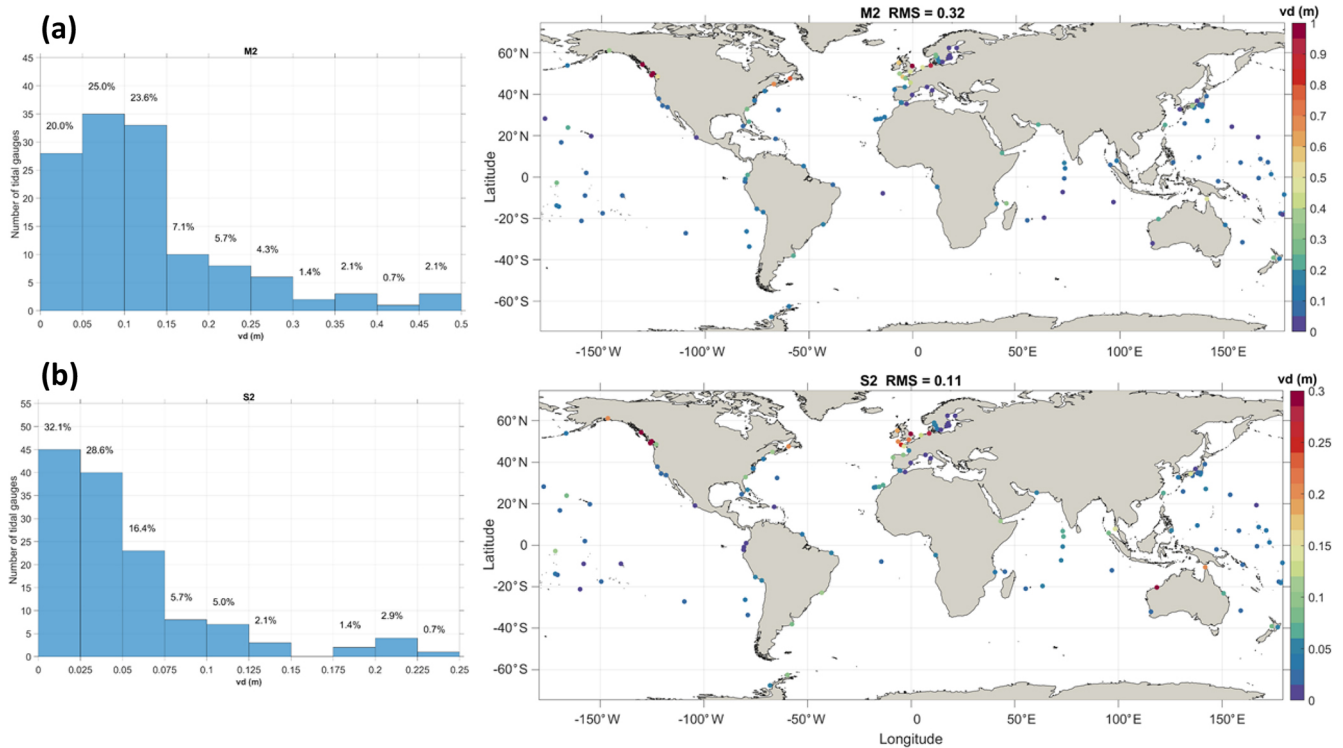 (a)
M2
Number of tidal gauges
45
40
35
30
25
20
15
10
5
0
20.0%
25.0%
23.6%
7.1%
5.7%
4.3%
1.4%
2.1%
0.7%
2.1%
0 0.05 0.1 0.15 0.2 0.25 0.3 0.35 0.4 0.45 0.5
vd (m)
M2 RMS = 0.32
Latitude
60°N
40°N
20°N
0
-20°S
-40°S
-60°S
-150°W -100°W -50°W 0 50°E 100°E 150°E
vd (m)
1
0.9
0.8
0.7
0.6
0.5
0.4
0.3
0.2
0.1
0
(b)
S2
Number of tidal gauges
55
50
45
40
35
30
25
20
15
10
5
0
32.1%
28.6%
16.4%
5.7%
5.0%
2.1%
1.4%
2.9%
0.7%
0 0.025 0.05 0.075 0.1 0.125 0.15 0.175 0.2 0.225 0.25
vd (m)
S2 RMS = 0.11
Latitude
60°N
40°N
20°N
0
-20°S
-40°S
-60°S
-150°W -100°W -50°W 0 50°E 100°E 150°E
Longitude
vd (m)
0.3
0.25
0.2
0.15
0.1
0.05
0